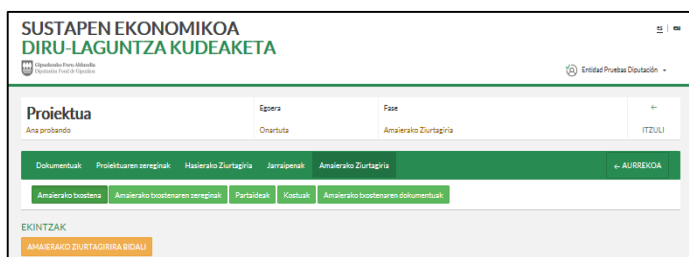 SUSTAPEN EKONOMIKOA
es | eu
DIRU-LAGUNTZA KUDEAKETA
Gipuzkoako Foru Aldundia
Diputación Foral de Gipuzkoa
Entidad Pruebas Diputación
Proiektua
Egoera
Fase
←
Ana probando
Onartuta
Amaierako Ziurtagiria
ITZULI
Dokumentuak Proiektuaren zereginak Hasierako Ziurtagiria Jarraipenak Amaierako Ziurtagiria ← AURREKOA
Amaierako txostena Amaierako txostenaren zereginak Partaideak Kostuak Amaierako txostenaren dokumentuak
EKINTZAK
AMAIERAKO ZIURTAGIRIRA BIDALI